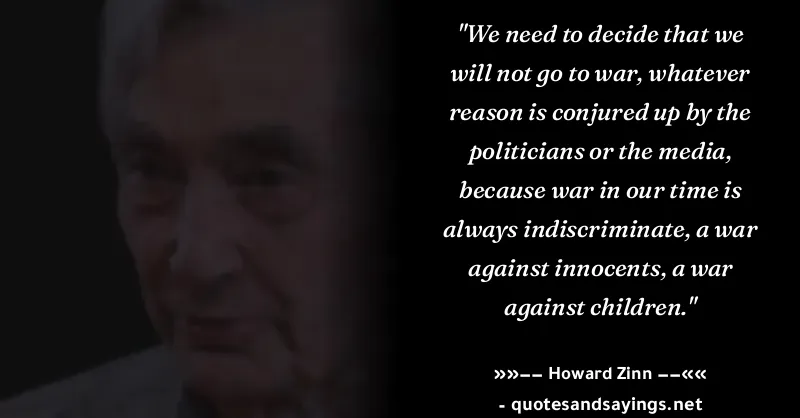 "We need to decide that we
will not go to war, whatever
reason is conjured up by the
politicians or the media,
because war in our time is
always indiscriminate, a war
against innocents, a war
against children."
»»–– Howard Zinn ––««
- quotesandsayings.net